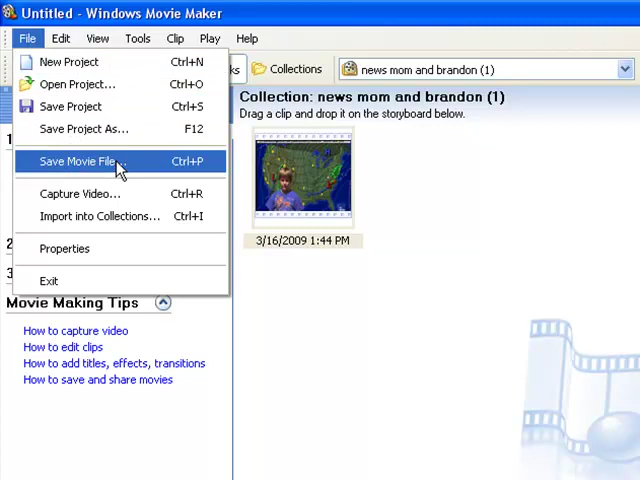 Untitled - Windows Movie Maker
File Edit View Tools Clip Play Help
New Project Ctrl+N
Open Project... Ctrl+O
Save Project Ctrl+S
Save Project As... F12
Save Movie File... Ctrl+P
Capture Video... Ctrl+R
Import into Collections... Ctrl+I
Properties
Exit
Collections
news mom and brandon (1)
Collection: news mom and brandon (1)
Drag a clip and drop it on the storyboard below.
3/16/2009 1:44 PM
1
2
3
Movie Making Tips
How to capture video
How to edit clips
How to add titles, effects, transitions
How to save and share movies